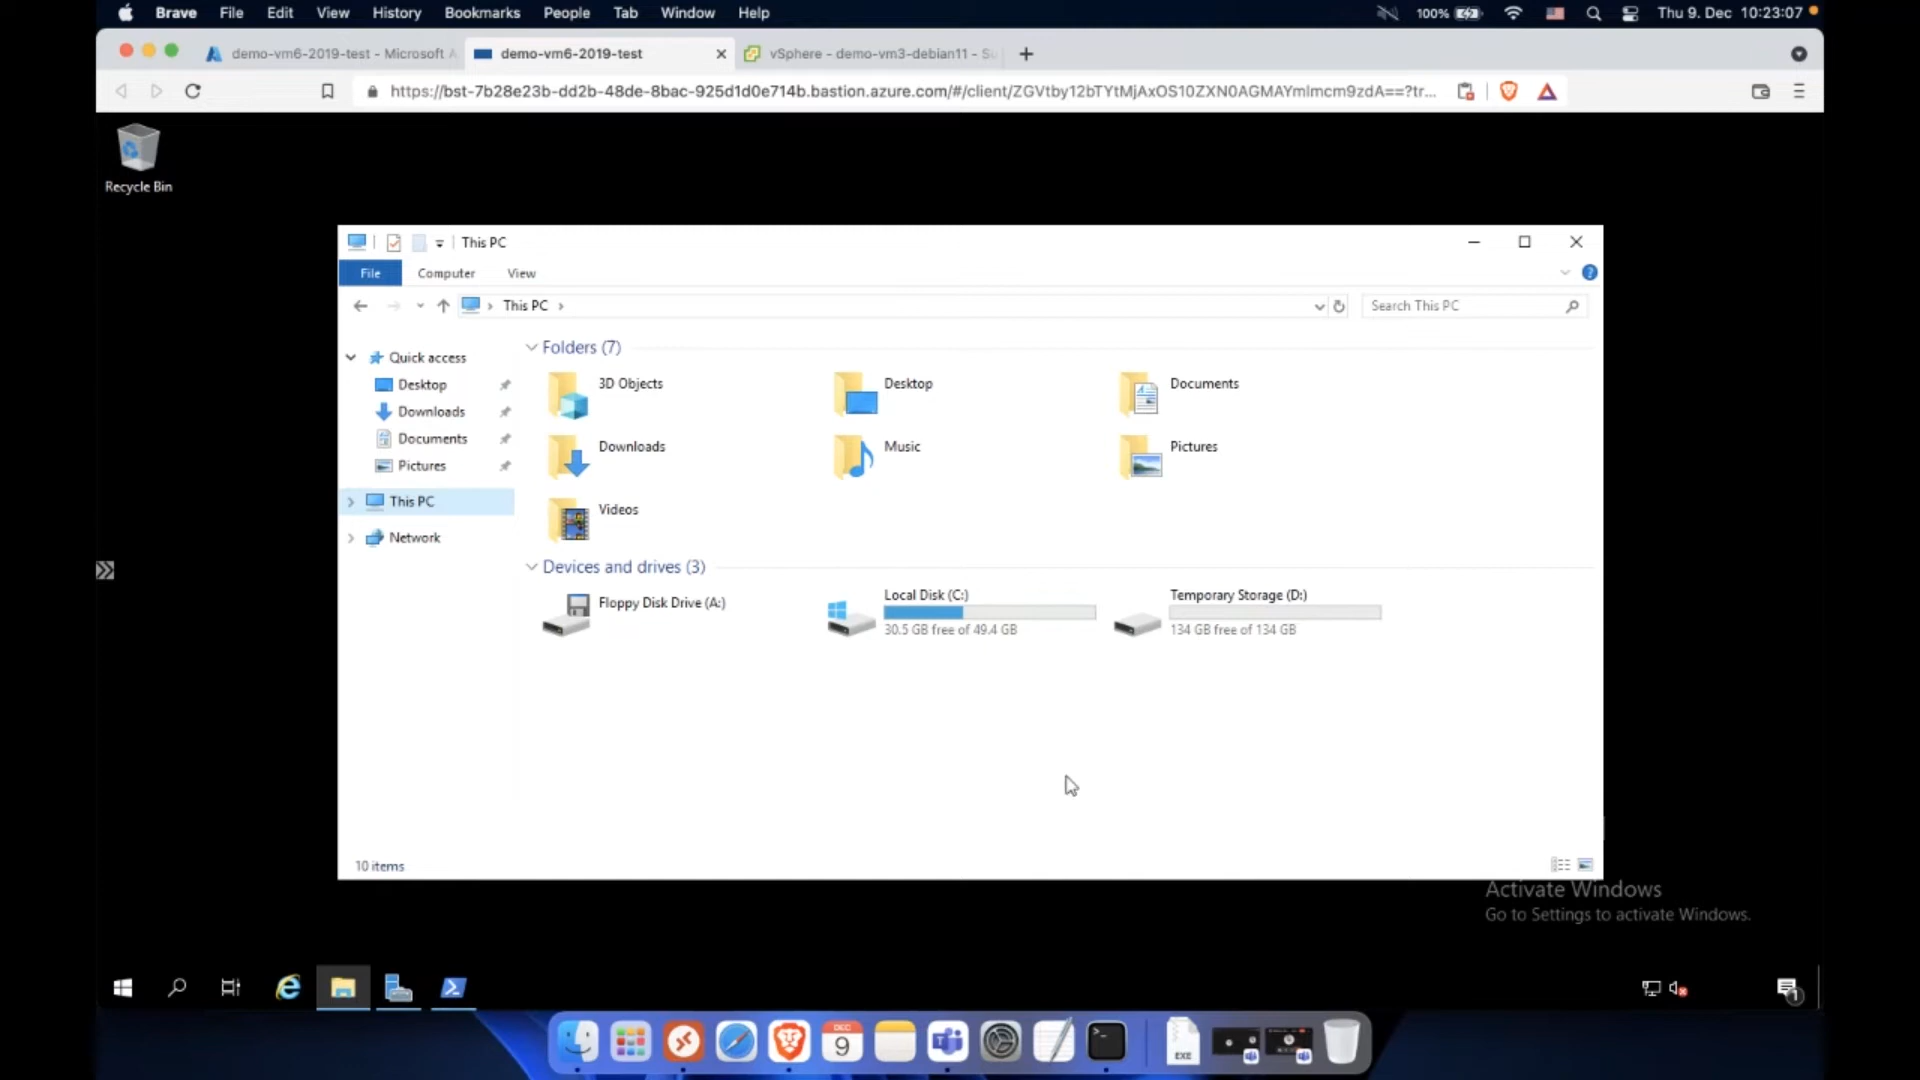 Brave File Edit View History Bookmarks People Tab Window Help 100% Thu 9. Dec 10:23:07
demo-vm6-2019-test - Microsoft A demo-vm6-2019-test vSphere - demo-vm3-debian11 - Su
https://bst-7b28e23b-dd2b-48de-8bac-925d1d0e714b.bastion.azure.com/#/client/ZGVtby12bTYtMjAxOS10ZXN0AGMAYmlmcm9zdA==?tr...
Recycle Bin
This PC
File Computer View
This PC
Search This PC
Quick access
Desktop
Downloads
Documents
Pictures
This PC
Network
Folders (7)
3D Objects Desktop Documents
Downloads Music Pictures
Videos
Devices and drives (3)
Floppy Disk Drive (A:)
Local Disk (C:)
30.5 GB free of 49.4 GB
Temporary Storage (D:)
134 GB free of 134 GB
10 items
Activate Windows
Go to Settings to activate Windows.
1
DEC
9
EXE